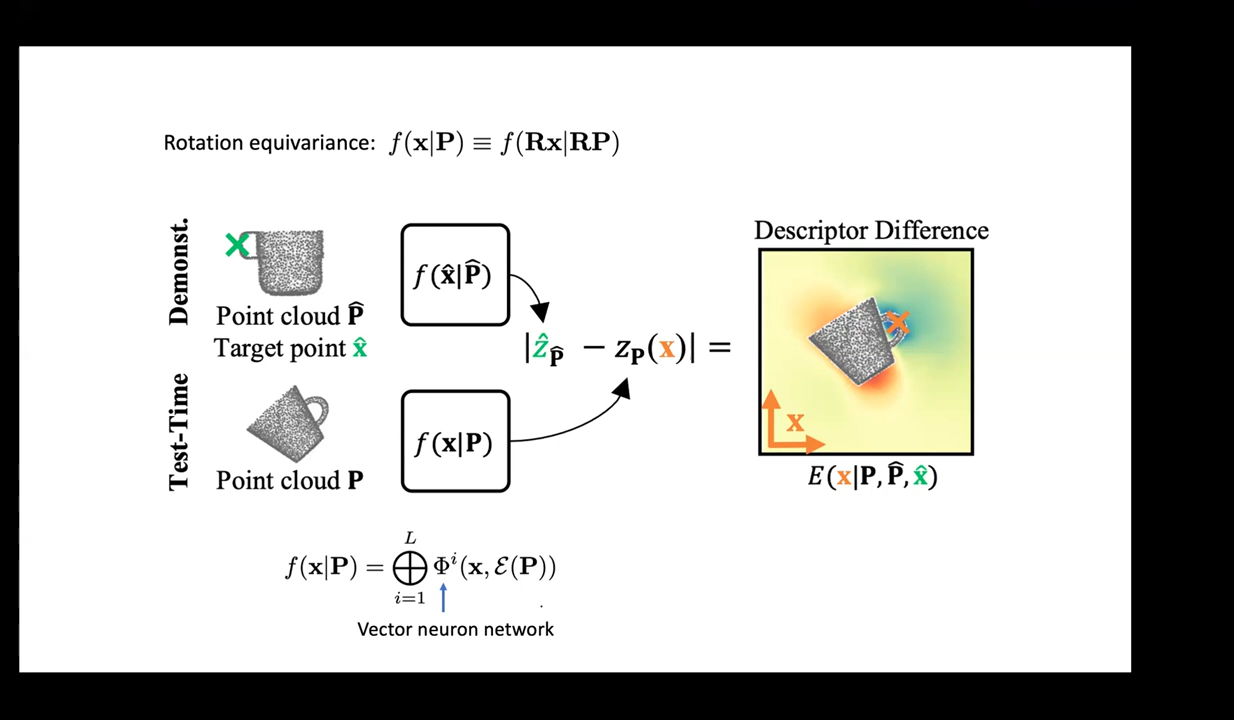 Rotation equivariance: f(x|P) ≡ f(Rx|RP)
Demonst.
Point cloud P̂
Target point x̂
f(x̂|P̂)
|ẑ_P̂ − z_P(x)| =
Descriptor Difference
x
E(x|P, P̂, x̂)
Test-Time
Point cloud P
f(x|P)
f(x|P) = ⨁_{i=1}^{L} Φ^i(x, ℰ(P))
Vector neuron network